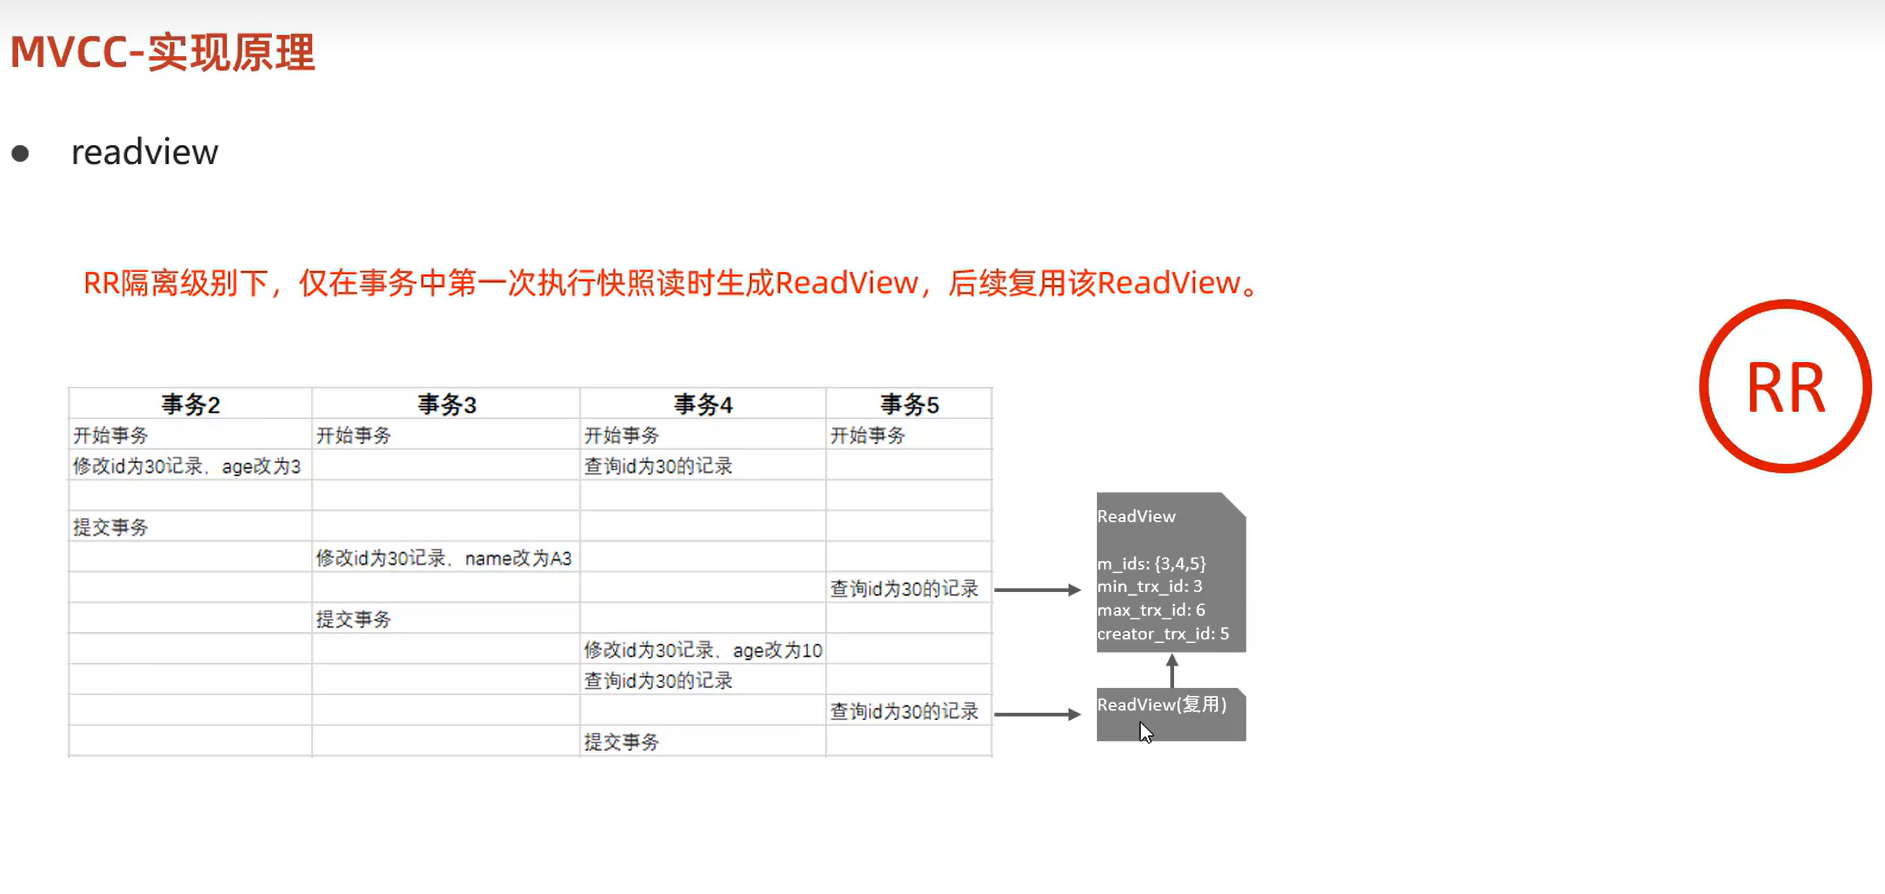 MVCC-实现原理
● readview
RR隔离级别下，仅在事务中第一次执行快照读时生成ReadView，后续复用该ReadView。
RR
事务2 事务3 事务4 事务5
开始事务 开始事务 开始事务 开始事务
修改id为30记录，age改为3 查询id为30的记录
提交事务
修改id为30记录，name改为A3
查询id为30的记录
提交事务
修改id为30记录，age改为10
查询id为30的记录
查询id为30的记录
提交事务
ReadView
m_ids: {3,4,5}
min_trx_id: 3
max_trx_id: 6
creator_trx_id: 5
ReadView(复用)